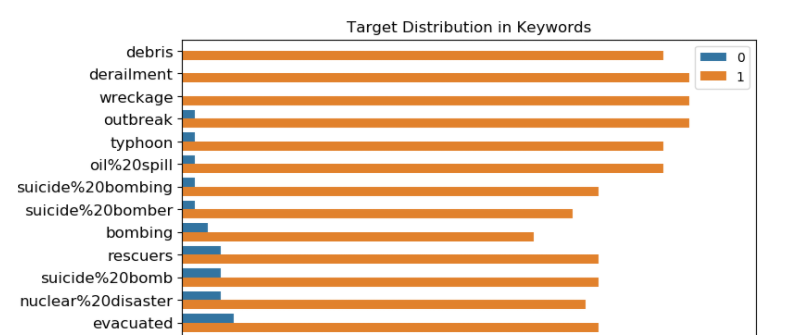 Target Distribution in Keywords
debris
derailment
wreckage
outbreak
typhoon
oil%20spill
suicide%20bombing
suicide%20bomber
bombing
rescuers
suicide%20bomb
nuclear%20disaster
evacuated
0
1